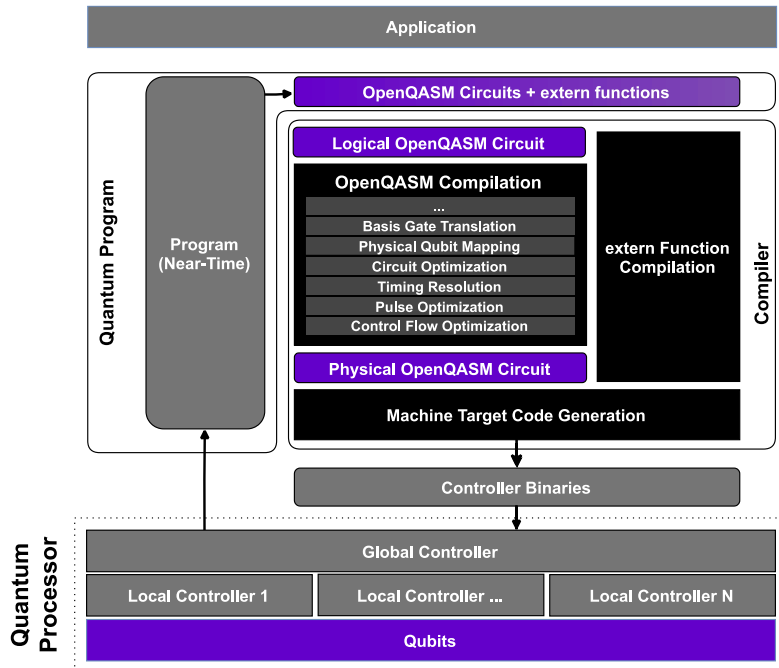 Application
Quantum Program
Program
(Near-Time)
OpenQASM Circuits + extern functions
Logical OpenQASM Circuit
OpenQASM Compilation
...
Basis Gate Translation
Physical Qubit Mapping
Circuit Optimization
Timing Resolution
Pulse Optimization
Control Flow Optimization
Physical OpenQASM Circuit
extern Function
Compilation
Compiler
Machine Target Code Generation
Controller Binaries
Quantum
Processor
Global Controller
Local Controller 1
Local Controller ...
Local Controller N
Qubits